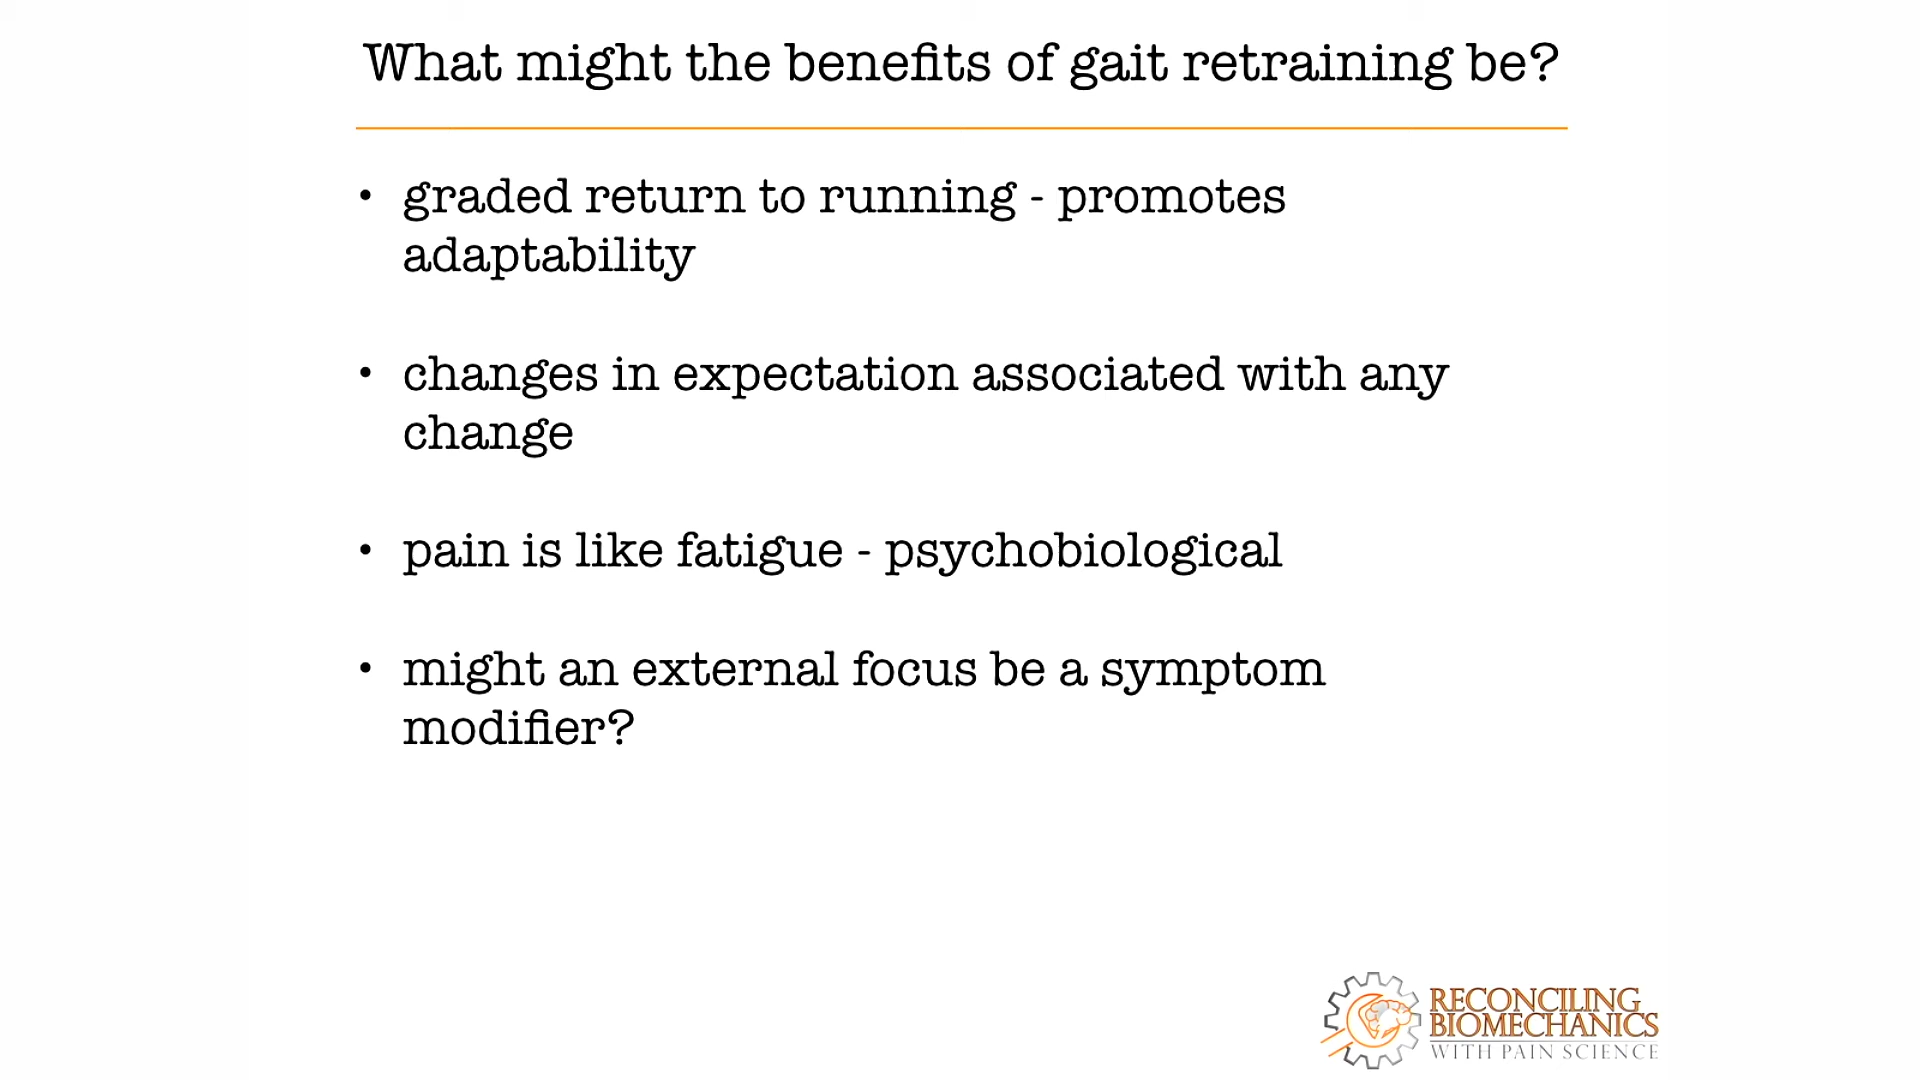 What might the benefits of gait retraining be?
• graded return to running - promotes
adaptability
• changes in expectation associated with any
change
• pain is like fatigue - psychobiological
• might an external focus be a symptom
modifier?
RECONCILING
BIOMECHANICS
WITH PAIN SCIENCE